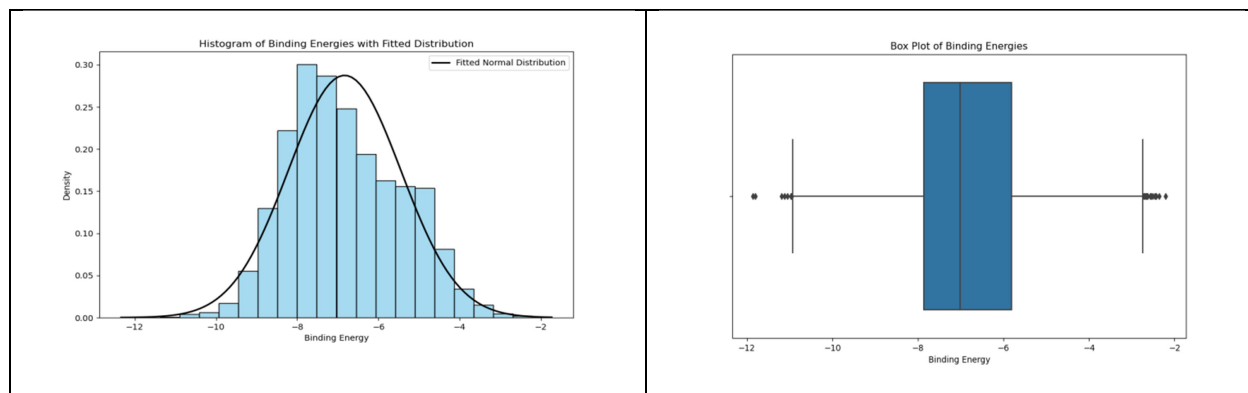 Histogram of Binding Energies with Fitted Distribution
Fitted Normal Distribution
0.30
0.25
0.20
0.15
0.10
0.05
0.00
Density
−12 −10 −8 −6 −4 −2
Binding Energy
Box Plot of Binding Energies
−12 −10 −8 −6 −4 −2
Binding Energy